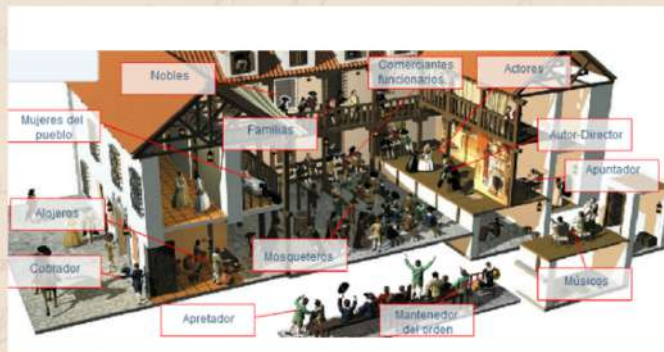 Nobles
Comerciantes
funcionarios...
Actores
Mujeres del
pueblo
Familias
Autor-Director
Apuntador
Alojeros
Mosqueteros
Cobrador
Músicos
Apretador
Mantenedor
del orden